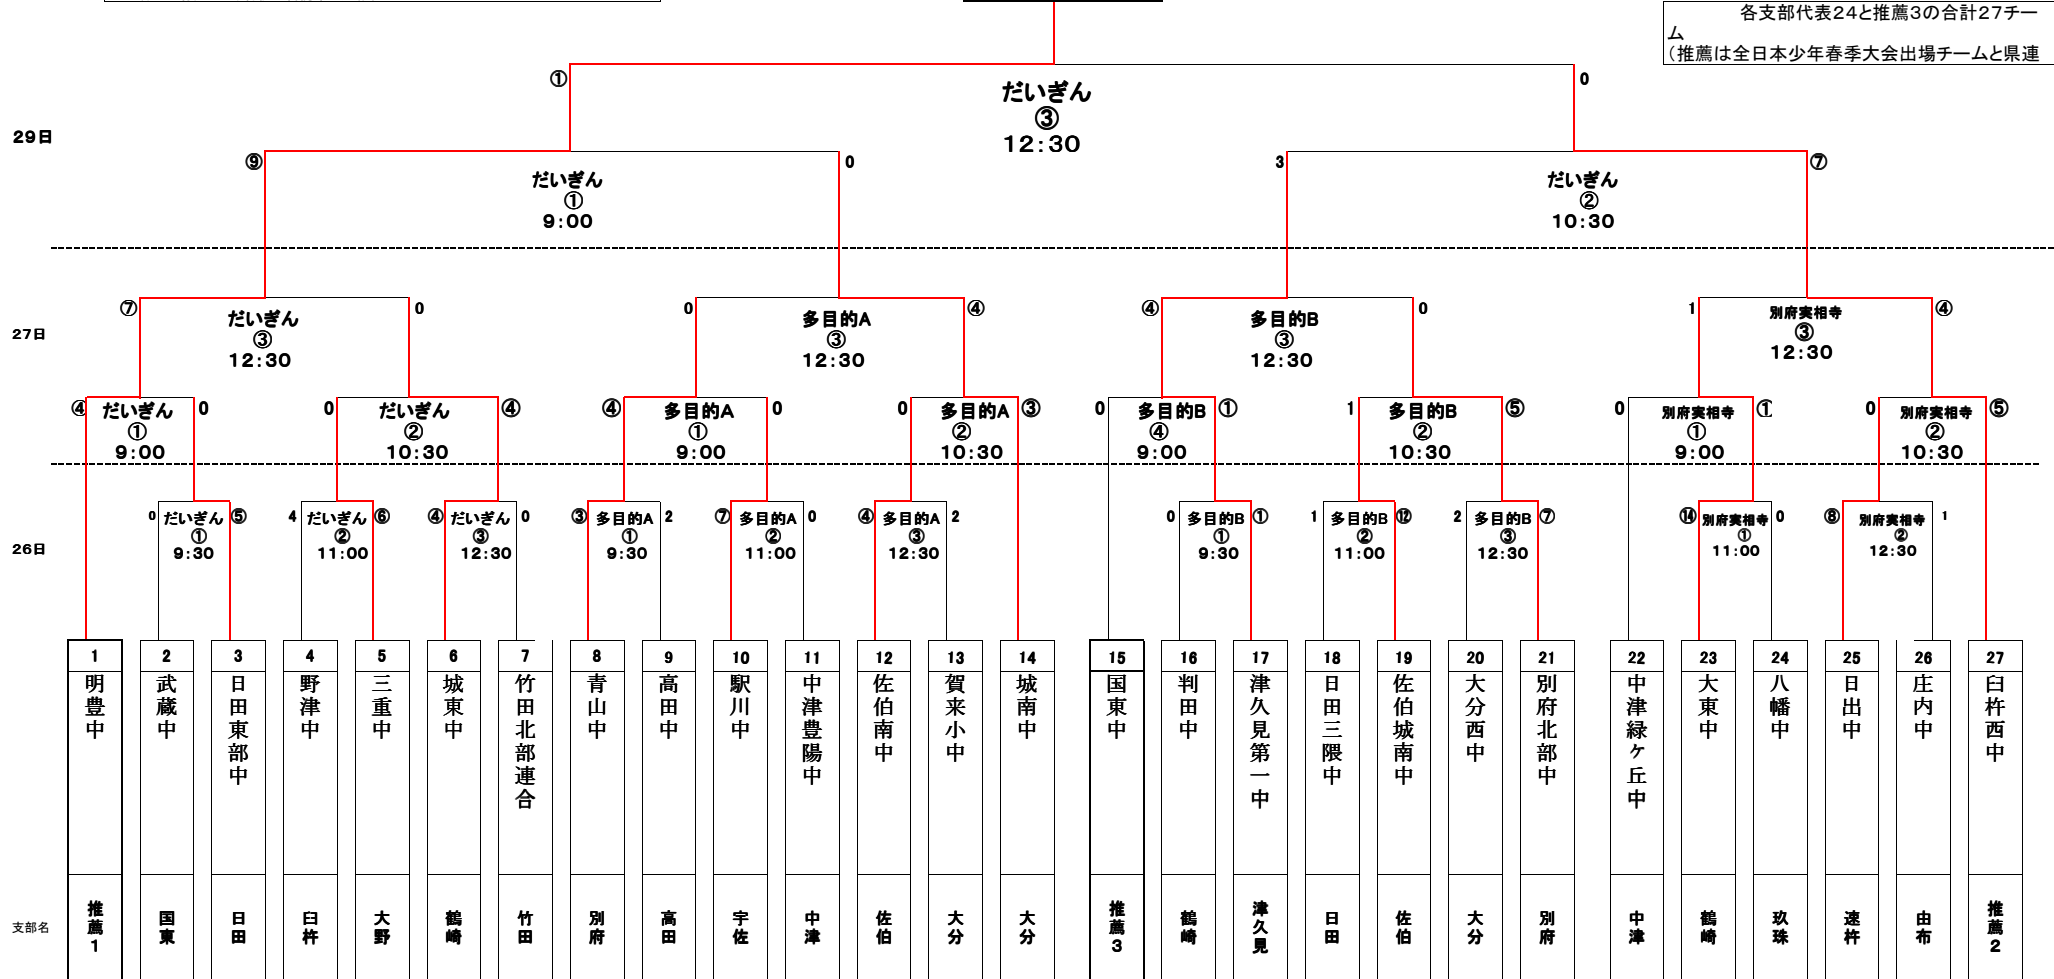 各支部代表24と推薦3の合計27チー
ム
（推薦は全日本少年春季大会出場チームと県連
① 0
だいぎん
③
12:30
29日
⑨ 0 3 ⑦
だいぎん だいぎん
① ②
9:00 10:30
⑦ 0 0 ④ ④ 0 1 ④
27日
だいぎん 多目的A 多目的B 別府実相寺
③ ③ ③ ③
12:30 12:30 12:30 12:30
④ だいぎん 0 0 だいぎん ④ ④ 多目的A 0 0 多目的A ③ 0 多目的B ① 1 多目的B ⑤ 0 別府実相寺 ① 0 別府実相寺 ⑤
① ② ① ② ④ ② ① ②
9:00 10:30 9:00 10:30 9:00 10:30 9:00 10:30
26日
0 だいぎん ⑤ 4 だいぎん ⑥ ④ だいぎん 0 ③ 多目的A 2 ⑦ 多目的A 0 ④ 多目的A 2 0 多目的B ① 1 多目的B ⑫ 2 多目的B ⑦ ⑭ 別府実相寺 0 ⑧ 別府実相寺 1
① ② ③ ① ② ③ ① ② ③ ① ②
9:30 11:00 12:30 9:30 11:00 12:30 9:30 11:00 12:30 11:00 12:30
1 2 3 4 5 6 7 8 9 10 11 12 13 14 15 16 17 18 19 20 21 22 23 24 25 26 27
明豊中
武蔵中
日田東部中
野津中
三重中
城東中
竹田北部連合
青山中
高田中
駅川中
中津豊陽中
佐伯南中
賀来小中
城南中
国東中
判田中
津久見第一中
日田三隈中
佐伯城南中
大分西中
別府北部中
中津緑ケ丘中
大東中
八幡中
日出中
庄内中
臼杵西中
支部名
推薦1
国東
日田
臼杵
大野
鶴崎
竹田
別府
高田
宇佐
中津
佐伯
大分
大分
推薦3
鶴崎
津久見
日田
佐伯
大分
別府
中津
鶴崎
玖珠
速杵
由布
推薦2